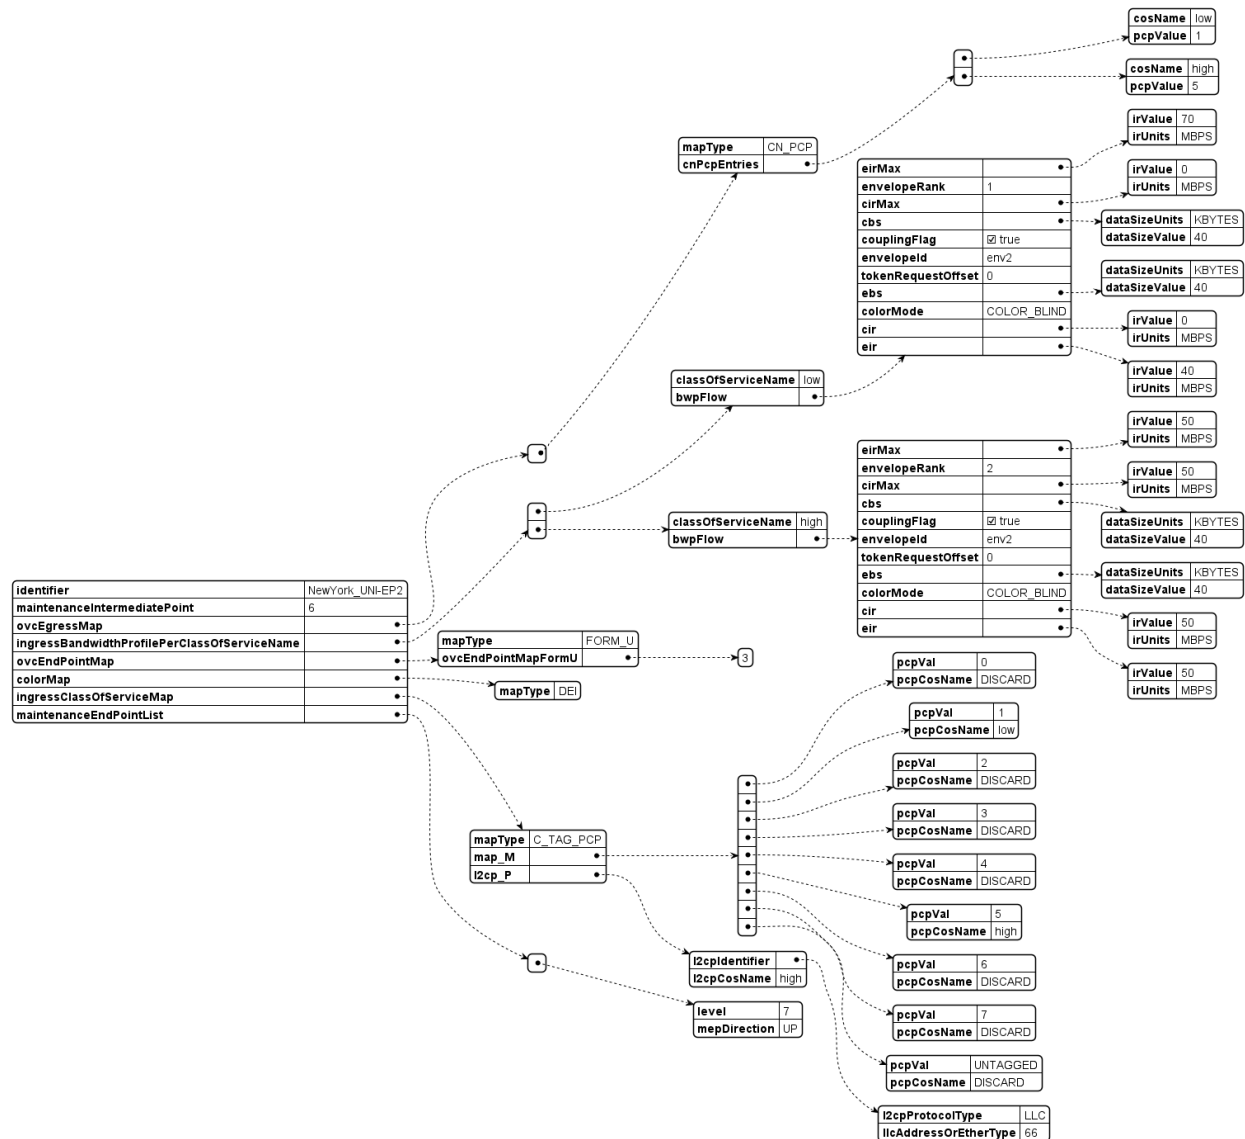 cosName low
pcpValue 1
cosName high
pcpValue 5
irValue 70
irUnits MBPS
mapType CN_PCP
cnPcpEntries
eirMax
envelopeRank 1
cirMax
cbs
couplingFlag ☑ true
envelopeId env2
tokenRequestOffset 0
ebs
colorMode COLOR_BLIND
cir
eir
irValue 0
irUnits MBPS
dataSizeUnits KBYTES
dataSizeValue 40
dataSizeUnits KBYTES
dataSizeValue 40
irValue 0
irUnits MBPS
irValue 40
irUnits MBPS
classOfServiceName low
bwpFlow
irValue 50
irUnits MBPS
eirMax
envelopeRank 2
cirMax
cbs
couplingFlag ☑ true
envelopeId env2
tokenRequestOffset 0
ebs
colorMode COLOR_BLIND
cir
eir
irValue 50
irUnits MBPS
dataSizeUnits KBYTES
dataSizeValue 40
dataSizeUnits KBYTES
dataSizeValue 40
irValue 50
irUnits MBPS
irValue 50
irUnits MBPS
classOfServiceName high
bwpFlow
identifier NewYork_UNI-EP2
maintenanceIntermediatePoint 6
ovcEgressMap
ingressBandwidthProfilePerClassOfServiceName
ovcEndPointMap
colorMap
ingressClassOfServiceMap
maintenanceEndPointList
mapType FORM_U
ovcEndPointMapFormU
3
mapType DEI
pcpVal 0
pcpCosName DISCARD
pcpVal 1
pcpCosName low
pcpVal 2
pcpCosName DISCARD
pcpVal 3
pcpCosName DISCARD
mapType C_TAG_PCP
map_M
l2cp_P
pcpVal 4
pcpCosName DISCARD
pcpVal 5
pcpCosName high
l2cpIdentifier
l2cpCosName high
pcpVal 6
pcpCosName DISCARD
level 7
mepDirection UP
pcpVal 7
pcpCosName DISCARD
pcpVal UNTAGGED
pcpCosName DISCARD
l2cpProtocolType LLC
llcAddressOrEtherType 66